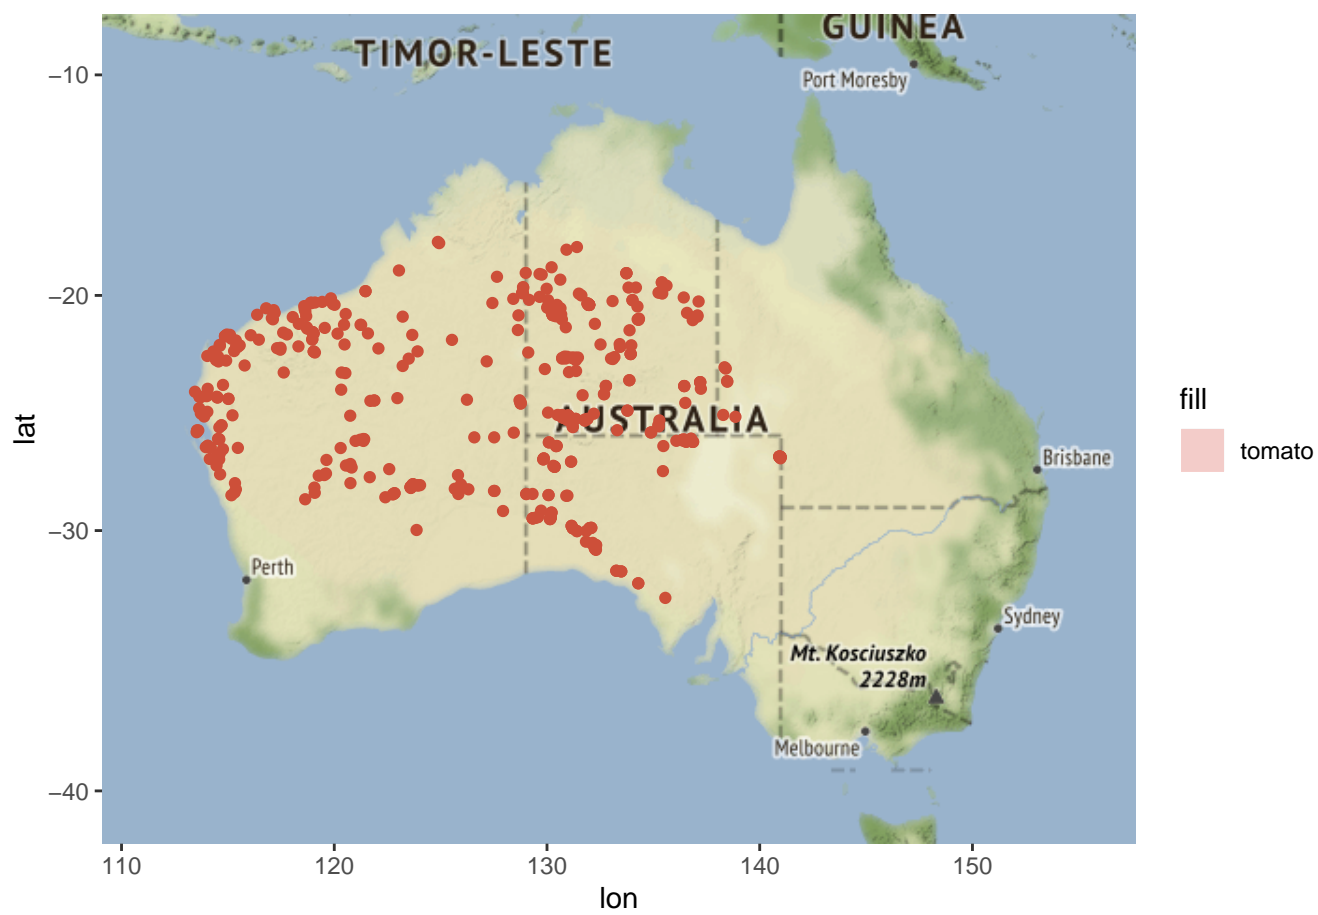 GUINEA
TIMOR-LESTE
Port Moresby
AUSTRALIA
Brisbane
Perth
Sydney
Mt. Kosciuszko
2228m
Melbourne
−10
−20
−30
−40
lat
110
120
130
140
150
lon
fill
tomato